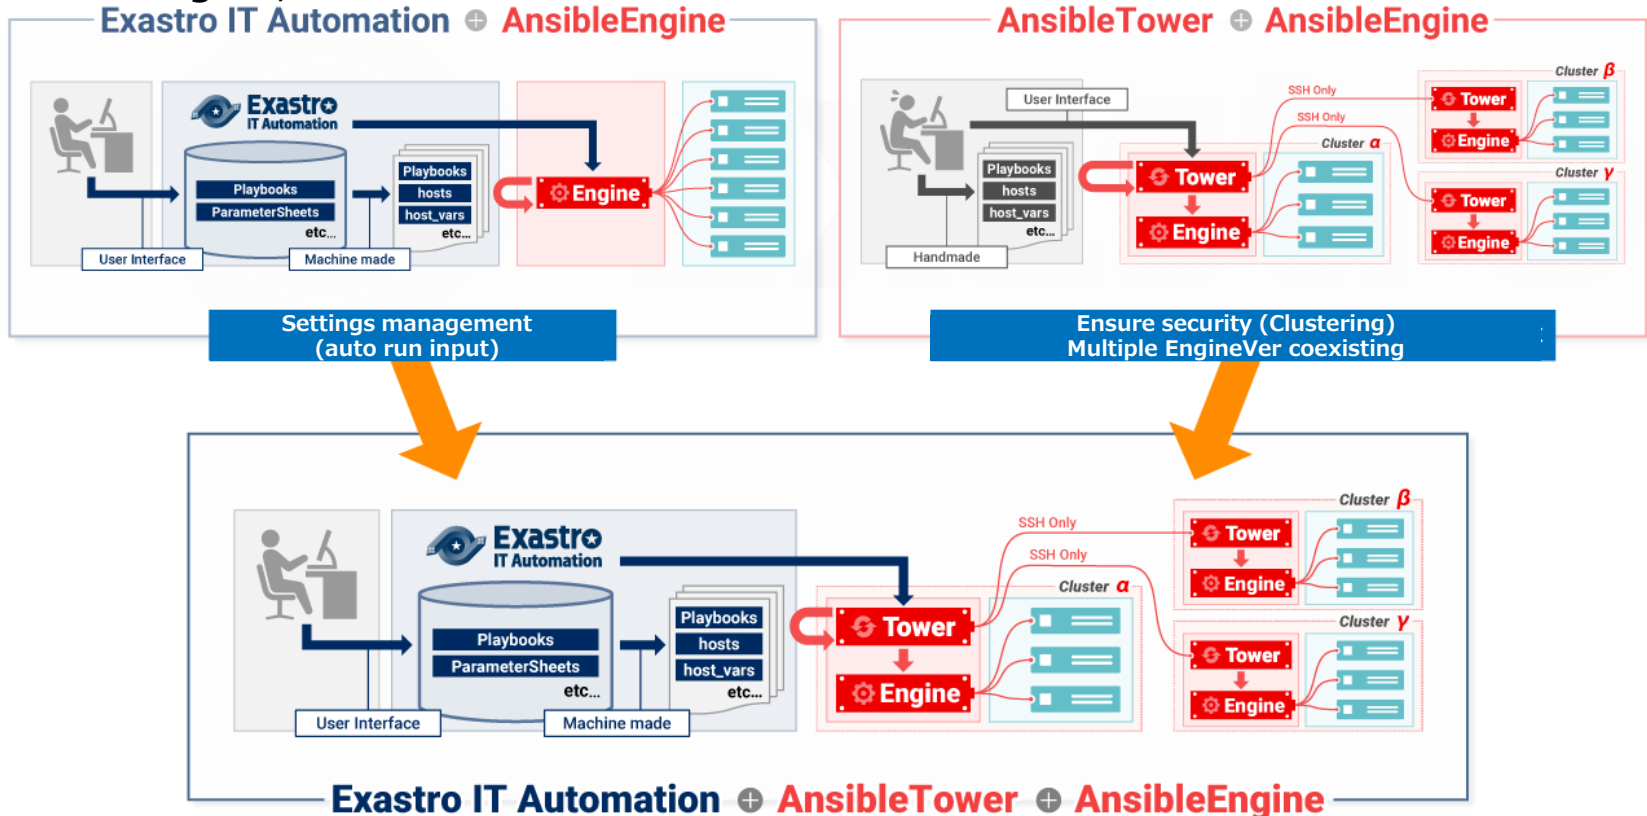 Exastro IT Automation + AnsibleEngine
Exastro
IT Automation
Playbooks
ParameterSheets
etc...
Playbooks
hosts
host_vars
etc...
Engine
User Interface
Machine made
AnsibleTower + AnsibleEngine
User Interface
Playbooks
hosts
host_vars
etc...
Handmade
SSH Only
SSH Only
Cluster α
Tower
Engine
Cluster β
Tower
Engine
Cluster γ
Tower
Engine
Settings management
(auto run input)
Ensure security (Clustering)
Multiple EngineVer coexisting
Exastro
IT Automation
Playbooks
ParameterSheets
etc...
Playbooks
hosts
host_vars
etc...
User Interface
Machine made
SSH Only
SSH Only
Cluster α
Tower
Engine
Cluster β
Tower
Engine
Cluster γ
Tower
Engine
Exastro IT Automation + AnsibleTower + AnsibleEngine